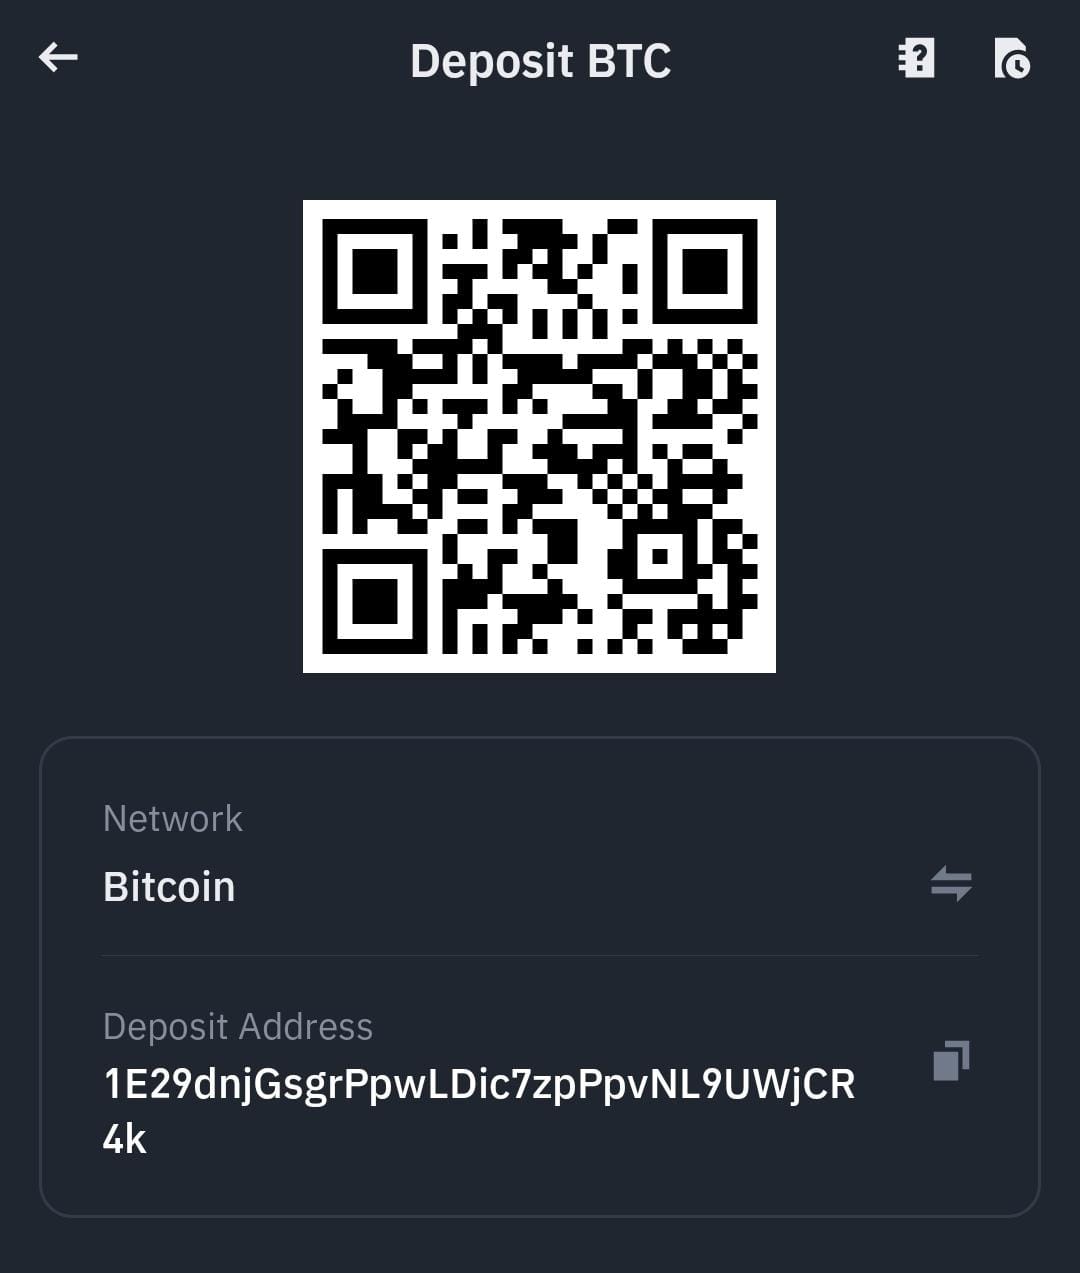 Deposit BTC
Network
Bitcoin
Deposit Address
1E29dnjGsgrPpwLDic7zpPpvNL9UWjCR
4k